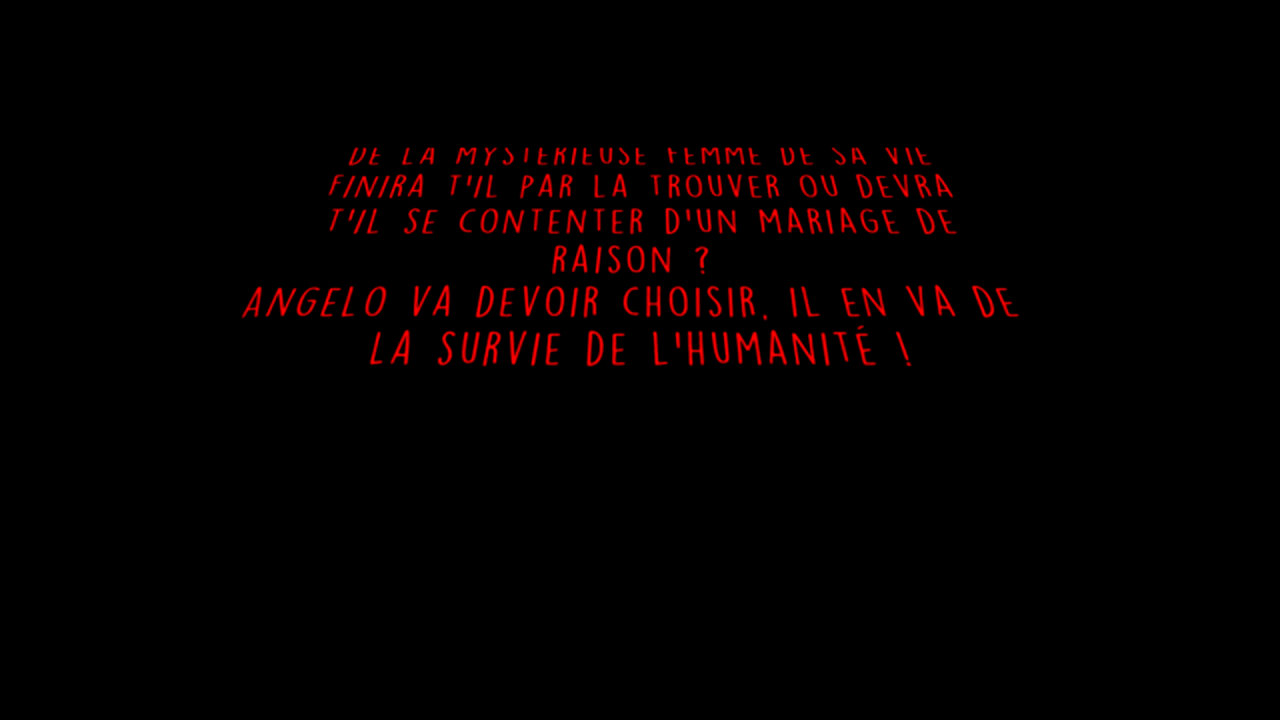 DE LA MYSTERIEUSE FEMME DE SA VIE
FINIRA T'IL PAR LA TROUVER OU DEVRA
T'IL SE CONTENTER D'UN MARIAGE DE
RAISON ?
ANGELO VA DEVOIR CHOISIR, IL EN VA DE
LA SURVIE DE L'HUMANITÉ !